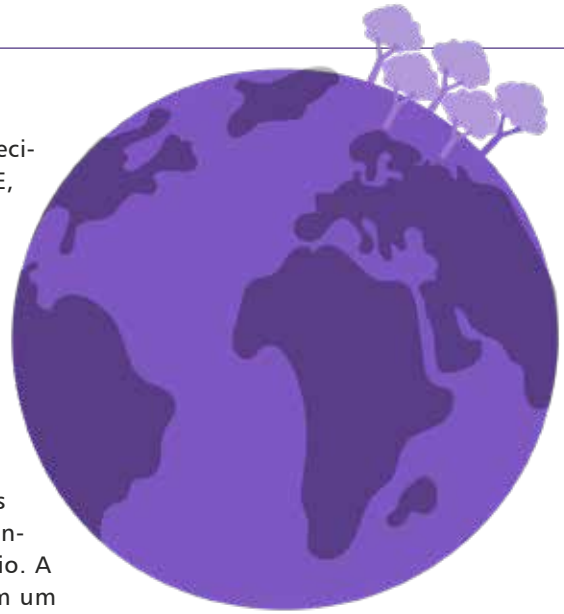 eci-
E,
s
n-
io. A
m um